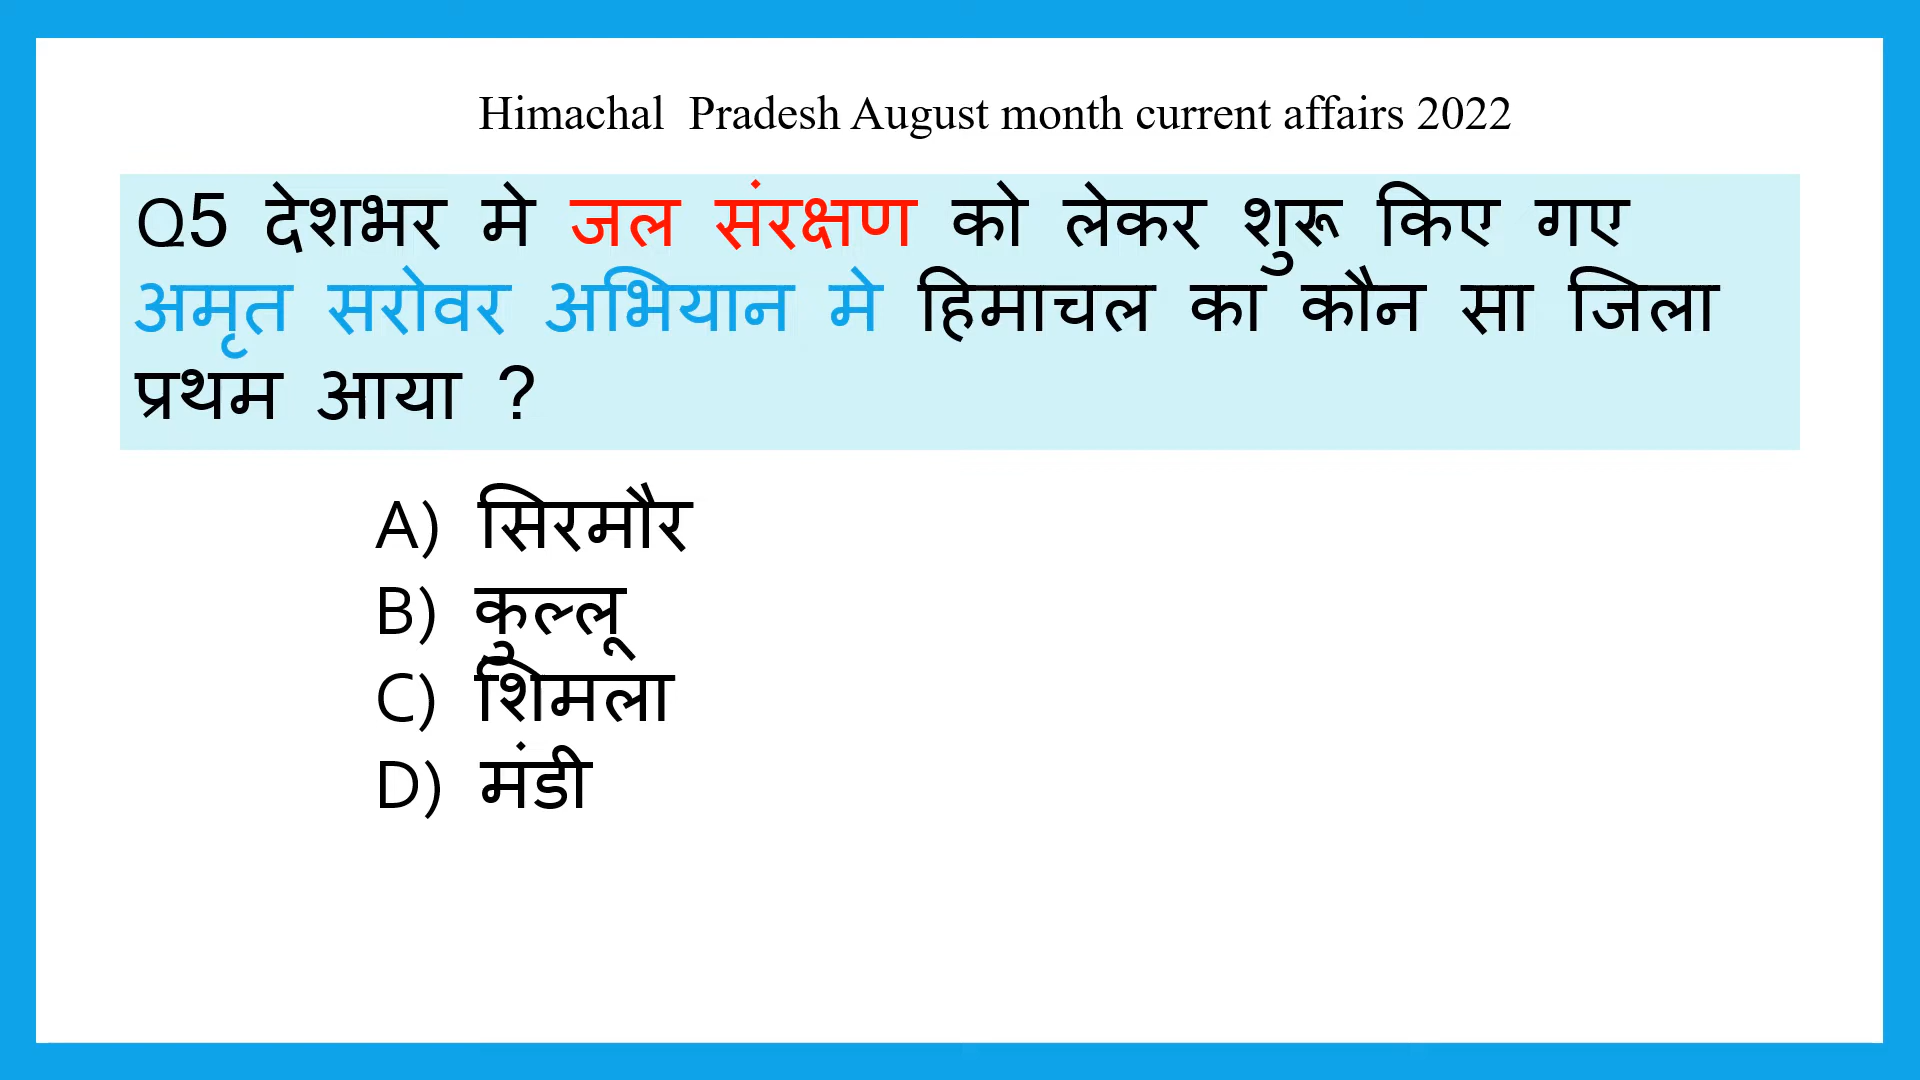 Himachal Pradesh August month current affairs 2022
Q5 देशभर मे जल संरक्षण को लेकर शुरू किए गए
अमृत सरोवर अभियान मे हिमाचल का कौन सा जिला
प्रथम आया ?
A) सिरमौर
B) कुल्लू
C) शिमला
D) मंडी